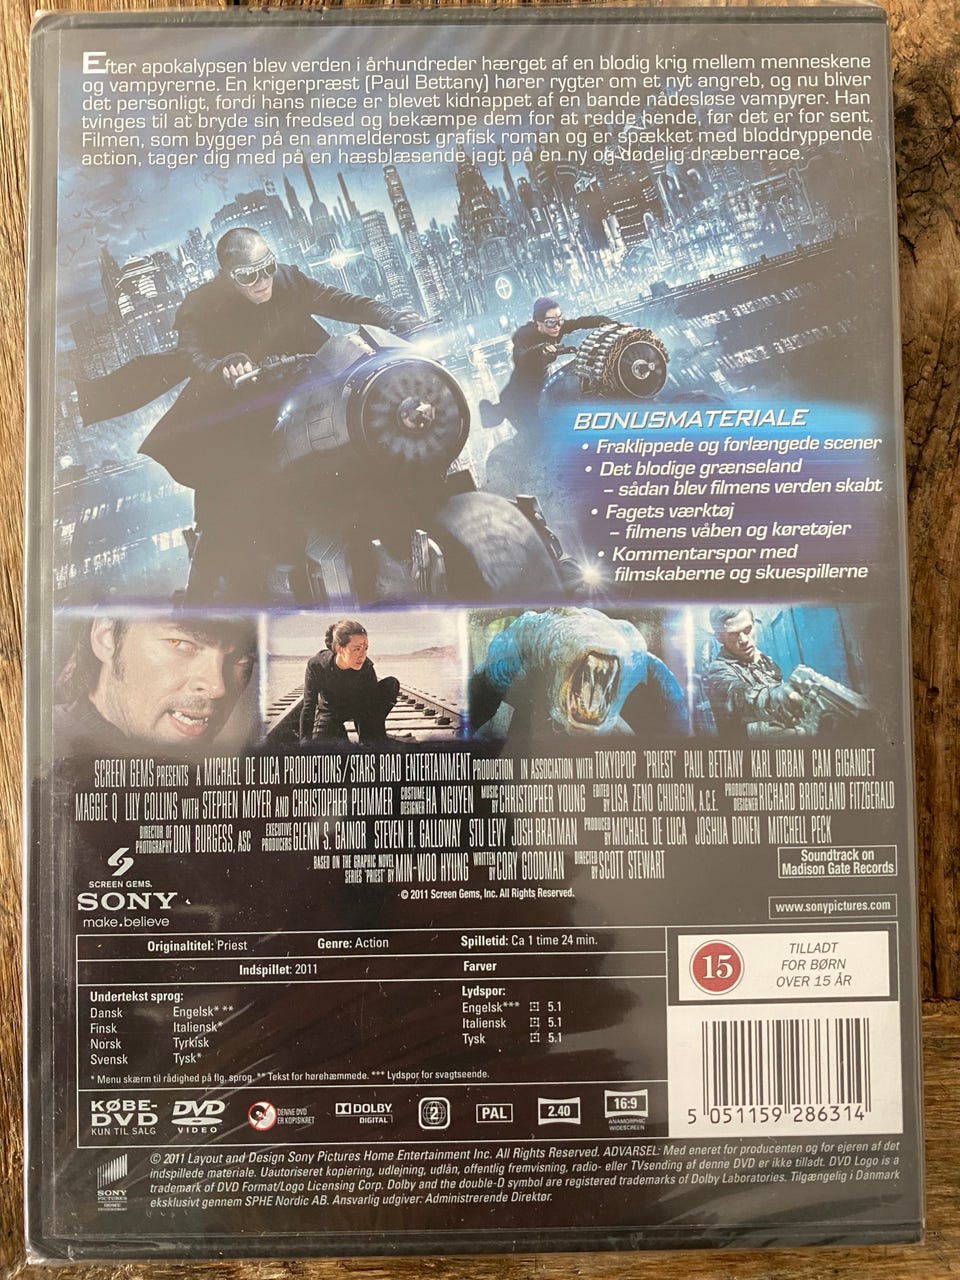 Efter apokalypsen blev verden i århundreder hærget af en blodig krig mellem menneskene
og vampyrerne. En krigerpræst (Paul Bettany) hører rygter om et nyt angreb, og nu bliver
det personligt, fordi hans niece er blevet kidnappet af en bande nådesløse vampyrer. Han
tvinges til at bryde sin fredsed og bekæmpe dem for at redde hende, før det er for sent.
Filmen, som bygger på en anmelderost grafisk roman og er spækket med bloddryppende
action, tager dig med på en hæsblæsende jagt på en ny og dødelig dræberrace.
BONUSMATERIALE
• Fraklippede og forlængede scener
• Det blodige grænseland
– sådan blev filmens verden skabt
• Fagets værktøj
– filmens våben og køretøjer
• Kommentarspor med
filmskaberne og skuespillerne
SCREEN GEMS PRESENTS A MICHAEL DE LUCA PRODUCTIONS/STARS ROAD ENTERTAINMENT PRODUCTION IN ASSOCIATION WITH TOKYOPOP "PRIEST" PAUL BETTANY KARL URBAN CAM GIGANDET
MAGGIE Q LILY COLLINS WITH STEPHEN MOYER AND CHRISTOPHER PLUMMER COSTUME DESIGNER HA NGUYEN MUSIC BY CHRISTOPHER YOUNG EDITED BY LISA ZENO CHURGIN, A.C.E. PRODUCTION DESIGNER RICHARD BRIDGLAND FITZGERALD
DIRECTOR OF PHOTOGRAPHY DON BURGESS, ASC EXECUTIVE PRODUCERS GLENN S. GAINOR STEVEN H. GALLOWAY STU LEVY JOSH BRATMAN PRODUCED BY MICHAEL DE LUCA JOSHUA DONEN MITCHELL PECK
BASED ON THE GRAPHIC NOVEL SERIES "PRIEST" BY MIN-WOO HYUNG WRITTEN BY CORY GOODMAN DIRECTED BY SCOTT STEWART
SCREEN GEMS.
SONY
make.believe
© 2011 Screen Gems, Inc. All Rights Reserved.
Soundtrack on
Madison Gate Records
www.sonypictures.com
Originaltitel: Priest Genre: Action Spilletid: Ca 1 time 24 min.
Indspillet: 2011 Farver
Undertekst sprog:
Dansk Engelsk***
Finsk Italiensk*
Norsk Tyrkisk
Svensk Tysk*
Lydspor:
Engelsk*** 5.1
Italiensk 5.1
Tysk 5.1
* Menu skærm til rådighed på flg. sprog. ** Tekst for hørehæmmede. *** Lydspor for svagtseende.
15
TILLADT
FOR BØRN
OVER 15 ÅR
5 051159 286314
KØBE-
DVD
KUN TIL SALG
DVD
VIDEO
DENNE DVD
ER KOPISIKRET
DOLBY
DIGITAL
2
PAL
2.40
16:9
ANAMORPHIC
WIDESCREEN
SONY
PICTURES
HOME
ENTERTAINMENT
© 2011 Layout and Design Sony Pictures Home Entertainment Inc. All Rights Reserved. ADVARSEL: Med eneret for producenten og for ejeren af det
indspillede materiale. Uautoriseret kopiering, udlejning, udlån, offentlig fremvisning, radio- eller TVsending af denne DVD er ikke tilladt. DVD Logo is a
trademark of DVD Format/Logo Licensing Corp. Dolby and the double-D symbol are registered trademarks of Dolby Laboratories. Tilgængelig i Danmark
eksklusivt gennem SPHE Nordic AB. Ansvarlig udgiver: Administrerende Direktør.